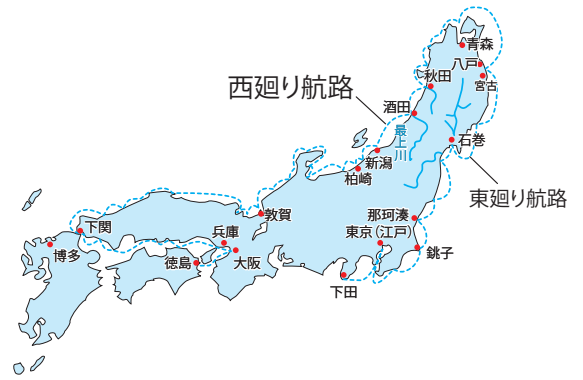 青森
八戸
宮古
秋田
西廻り航路
酒田
最上川
石巻
新潟
柏崎
東廻り航路
敦賀
那珂湊
下関
兵庫
東京(江戸)
銚子
博多
徳島
大阪
下田